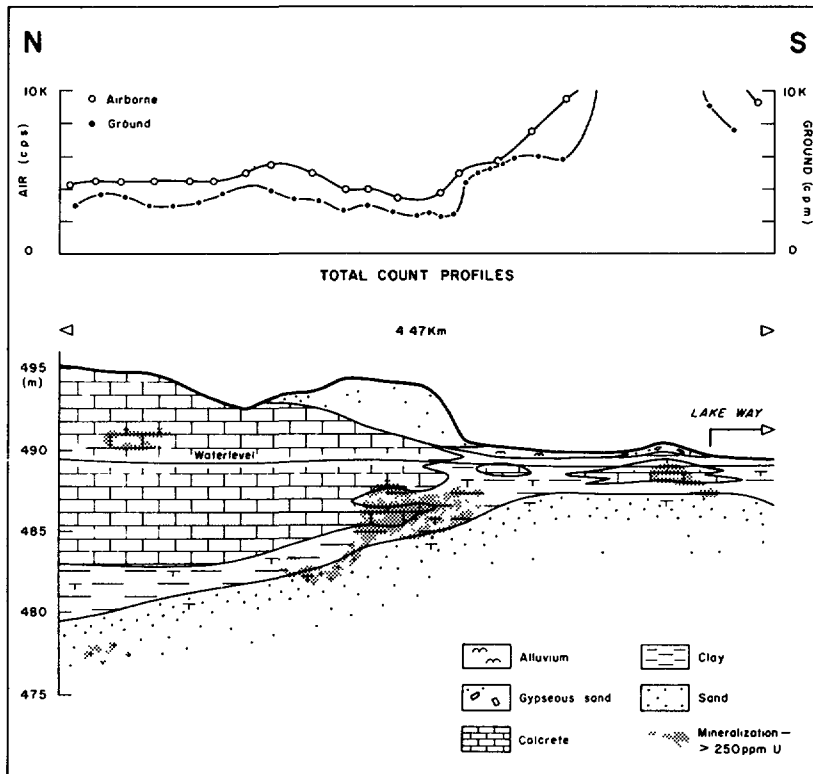 N
S
10K
10K
Airborne
Ground
AIR (cps)
GROUND (cpm)
0
0
TOTAL COUNT PROFILES
4 47Km
495
(m)
LAKE WAY
490
Waterlevel
485
480
475
Alluvium
Clay
Gypseous sand
Sand
Calcrete
Mineralization —
> 250ppm U